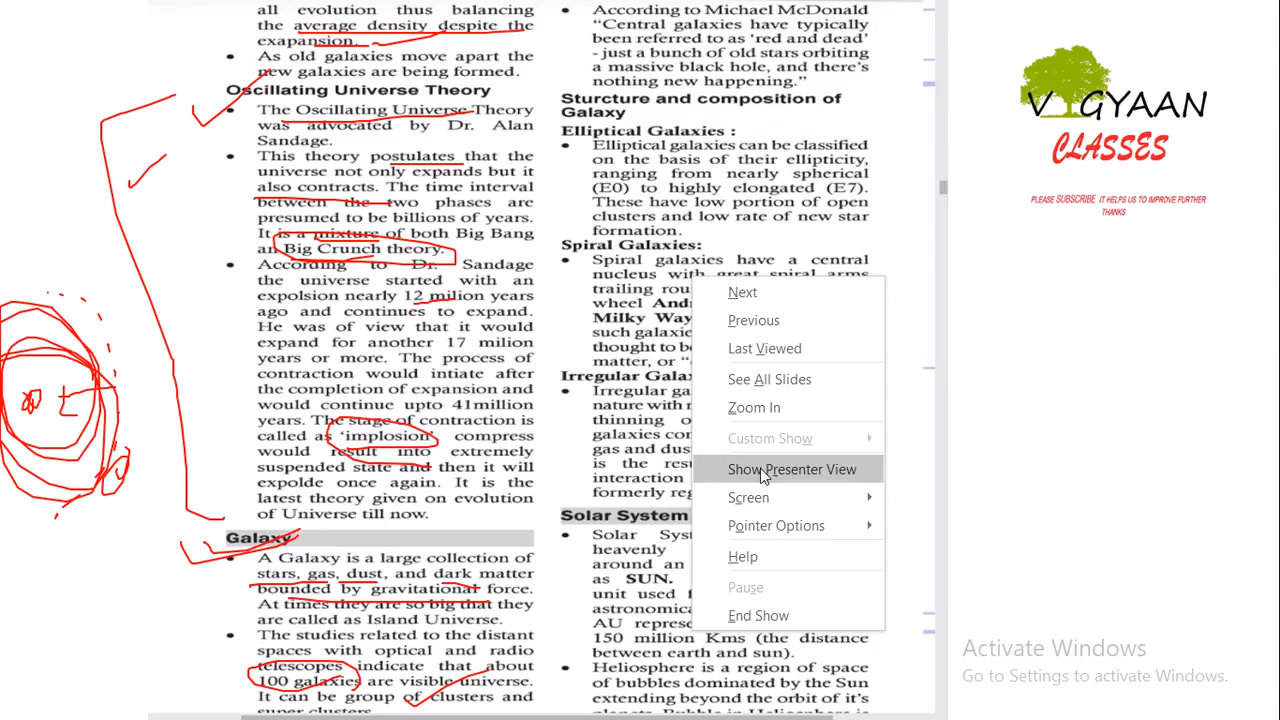 all evolution thus balancing
the average density despite the
exapansion.
• As old galaxies move apart the
new galaxies are being formed.
Oscillating Universe Theory
• The Oscillating Universe Theory
was advocated by Dr. Alan
Sandage.
• This theory postulates that the
universe not only expands but it
also contracts. The time interval
between the two phases are
presumed to be billions of years.
It is a mixture of both Big Bang
an Big Crunch theory.
• According to Dr. Sandage
the universe started with an
expolsion nearly 12 milion years
ago and continues to expand.
He was of view that it would
expand for another 17 milion
years or more. The process of
contraction would intiate after
the completion of expansion and
would continue upto 41million
years. The stage of contraction is
called as 'implosion' compress
would result into extremely
suspended state and then it will
expolde once again. It is the
latest theory given on evolution
of Universe till now.
Galaxy
• A Galaxy is a large collection of
stars, gas, dust, and dark matter
bounded by gravitational force.
At times they are so big that they
are called as Island Universe.
• The studies related to the distant
spaces with optical and radio
telescopes indicate that about
100 galaxies are visible universe.
It can be group of clusters and
super clusters
• According to Michael McDonald
“Central galaxies have typically
been referred to as ‘red and dead’
- just a bunch of old stars orbiting
a massive black hole, and there’s
nothing new happening.”
Sturcture and composition of
Galaxy
Elliptical Galaxies :
• Elliptical galaxies can be classified
on the basis of their ellipticity,
ranging from nearly spherical
(E0) to highly elongated (E7).
These have low portion of open
clusters and low rate of new star
formation.
Spiral Galaxies:
• Spiral galaxies have a central
nucleus with great spiral arms
trailing rou
wheel And
Milky Way
such galaxie
thought to be
matter, or “
Irregular Gala
• Irregular ga
nature with n
thinning o
galaxies con
gas and dus
is the res
interaction
formerly reg
Solar System
• Solar Sys
heavenly
around an
as SUN.
unit used f
astronomica
AU repres
150 million Kms (the distance
between earth and sun).
• Heliosphere is a region of space
of bubbles dominated by the Sun
extending beyond the orbit of it’s
Next
Previous
Last Viewed
See All Slides
Zoom In
Custom Show
Show Presenter View
Screen
Pointer Options
Help
Pause
End Show
V GYAAN
CLASSES
PLEASE SUBSCRIBE IT HELPS US TO IMPROVE FURTHER
THANKS
Activate Windows
Go to Settings to activate Windows.